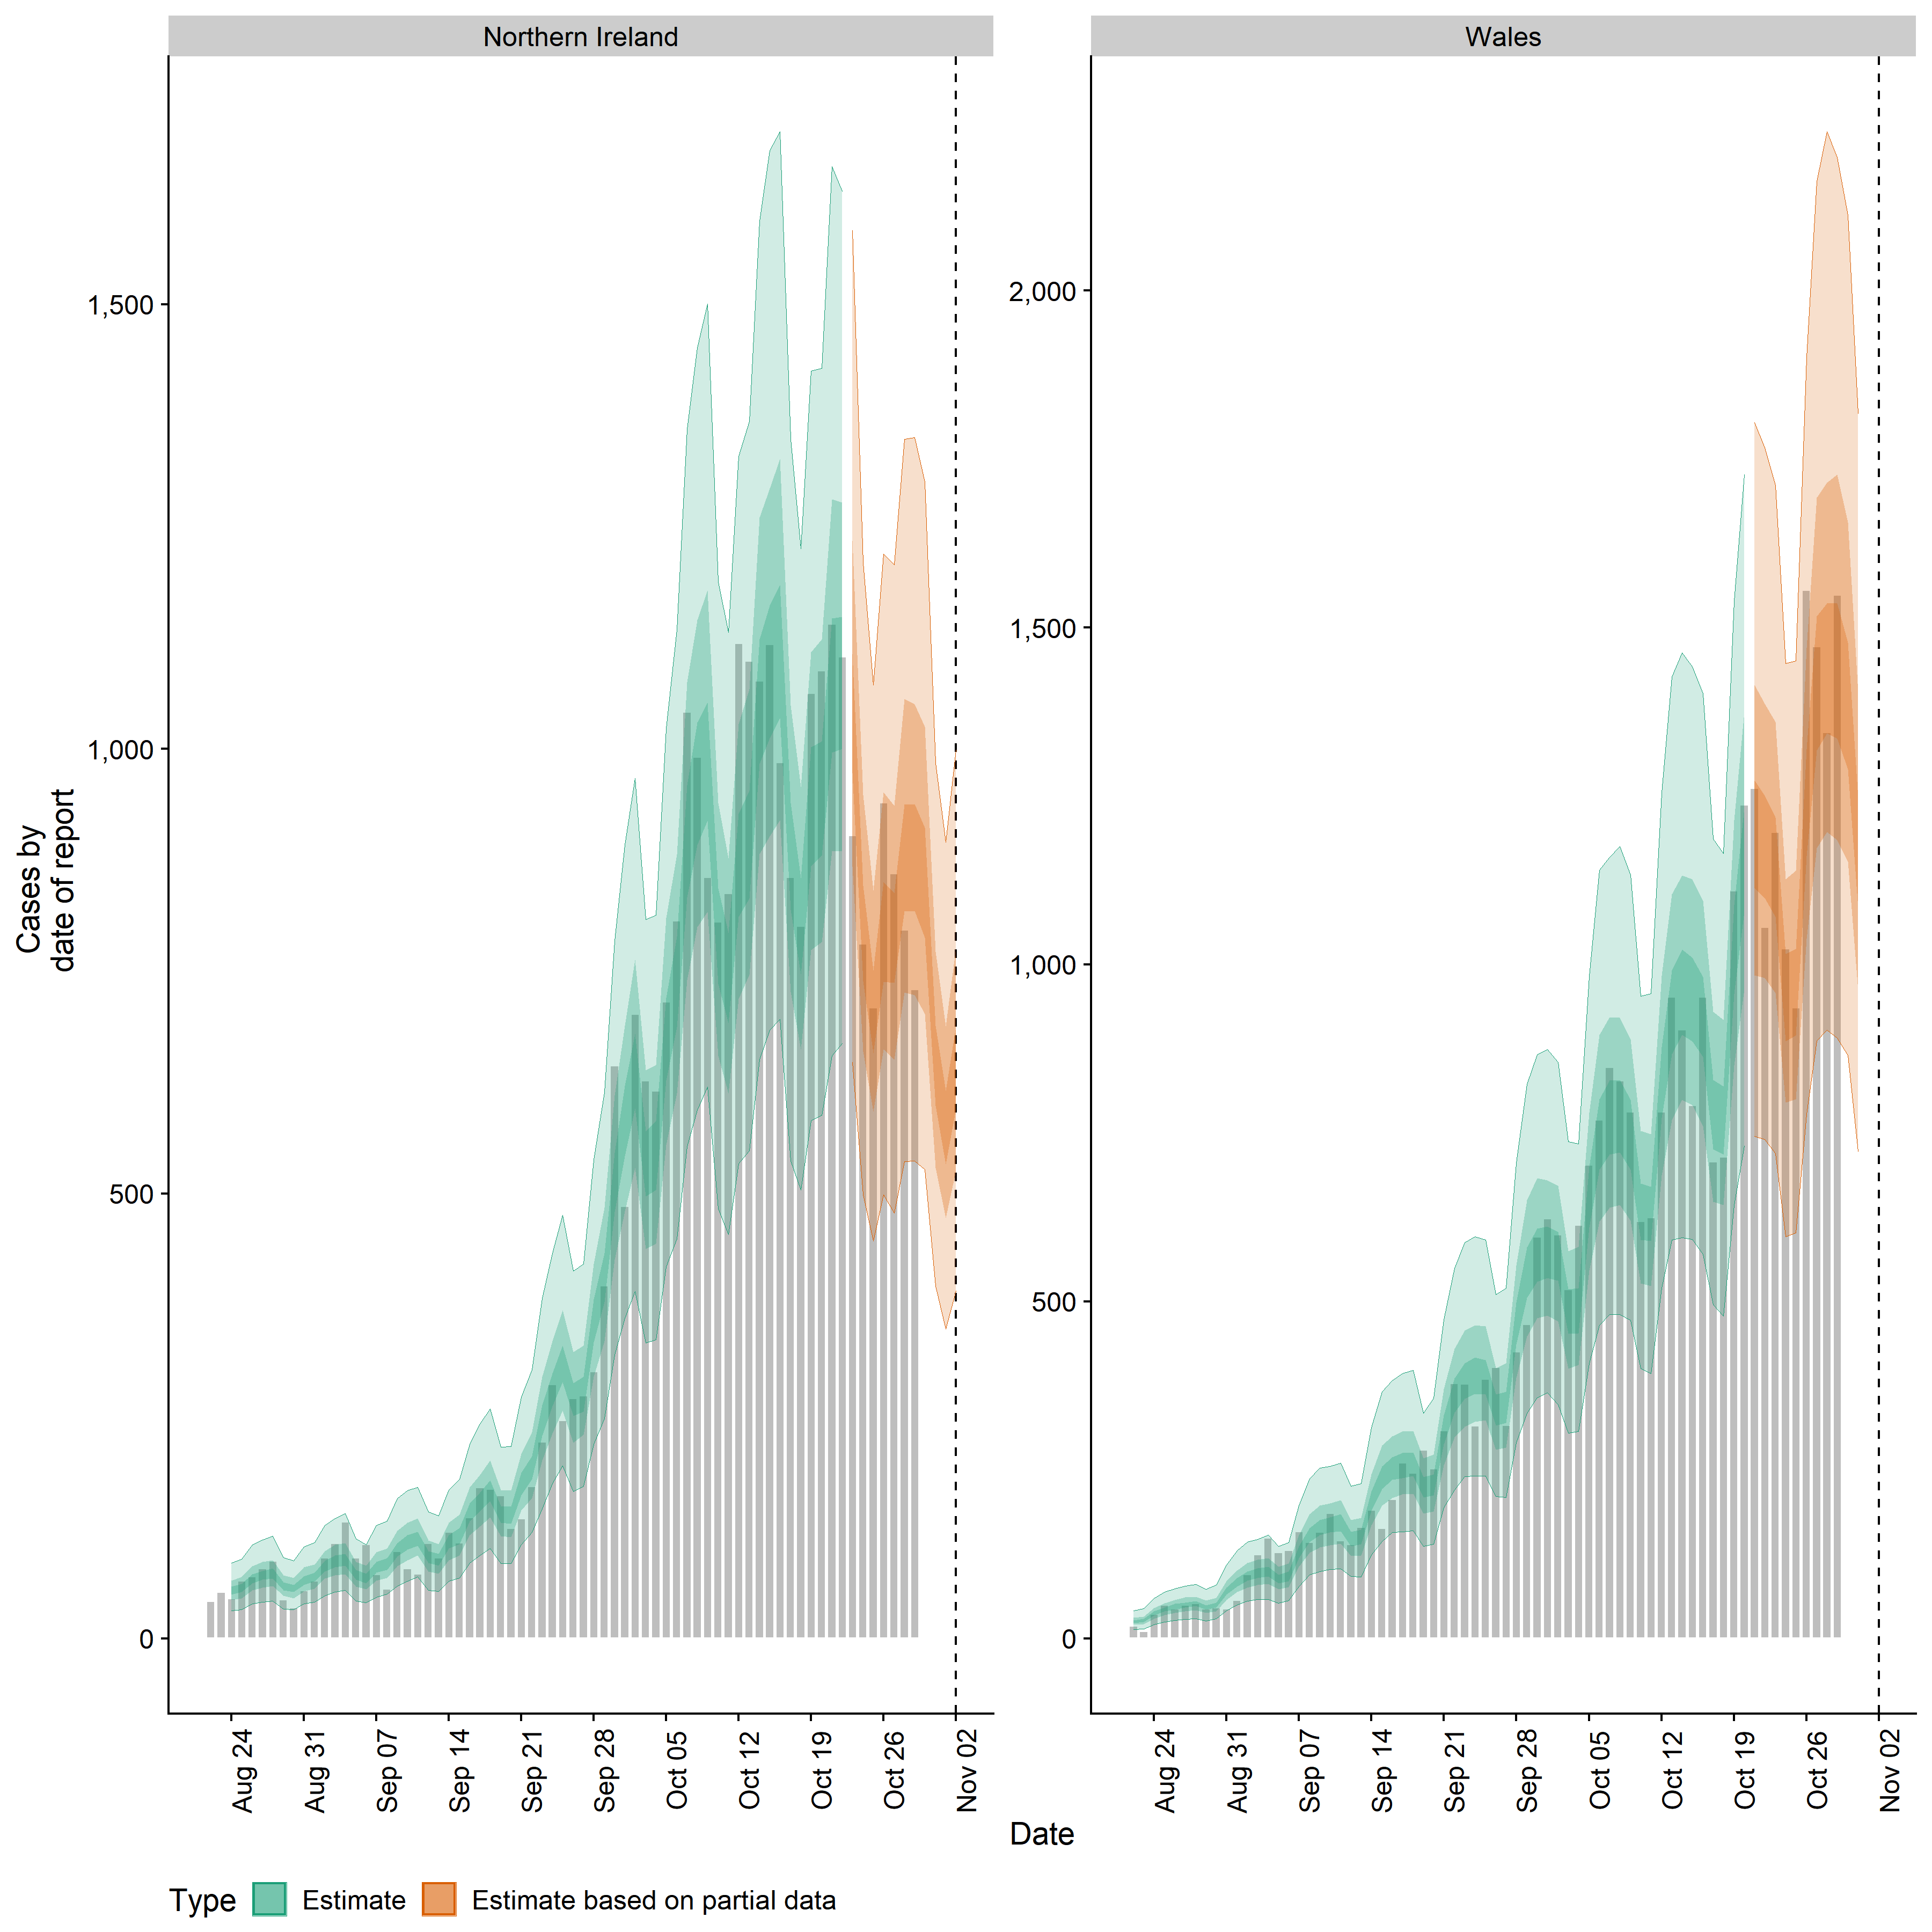 Northern Ireland
Wales
Cases by
date of report
1,500
1,000
500
0
2,000
1,500
1,000
500
0
Aug 24
Aug 31
Sep 07
Sep 14
Sep 21
Sep 28
Oct 05
Oct 12
Oct 19
Oct 26
Nov 02
Aug 24
Aug 31
Sep 07
Sep 14
Sep 21
Sep 28
Oct 05
Oct 12
Oct 19
Oct 26
Nov 02
Date
Type Estimate Estimate based on partial data